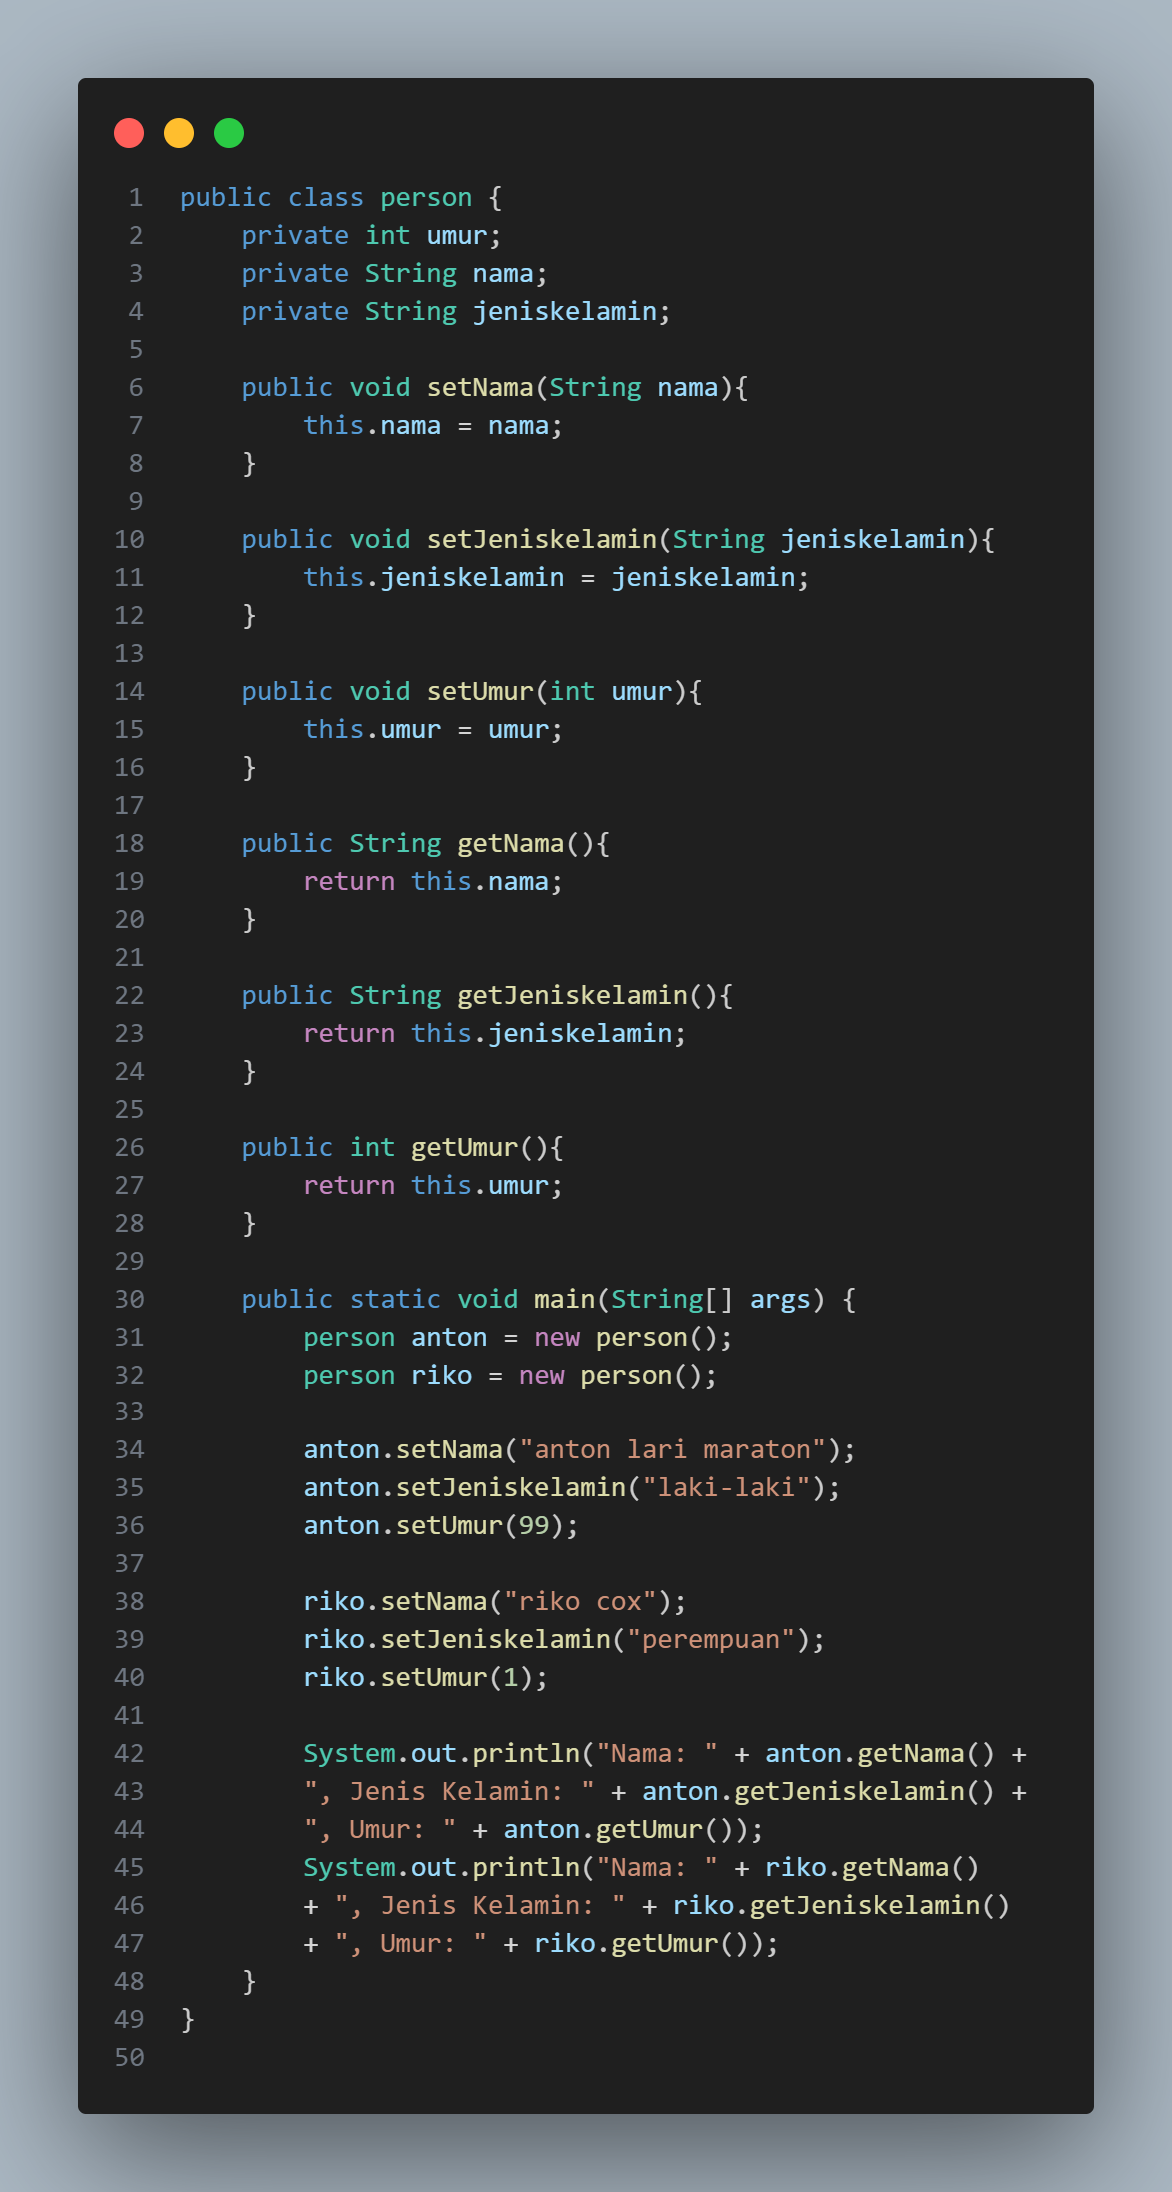 1 public class person {
2     private int umur;
3     private String nama;
4     private String jeniskelamin;
5
6     public void setNama(String nama){
7         this.nama = nama;
8     }
9
10     public void setJeniskelamin(String jeniskelamin){
11         this.jeniskelamin = jeniskelamin;
12     }
13
14     public void setUmur(int umur){
15         this.umur = umur;
16     }
17
18     public String getNama(){
19         return this.nama;
20     }
21
22     public String getJeniskelamin(){
23         return this.jeniskelamin;
24     }
25
26     public int getUmur(){
27         return this.umur;
28     }
29
30     public static void main(String[] args) {
31         person anton = new person();
32         person riko = new person();
33
34         anton.setNama("anton lari maraton");
35         anton.setJeniskelamin("laki-laki");
36         anton.setUmur(99);
37
38         riko.setNama("riko cox");
39         riko.setJeniskelamin("perempuan");
40         riko.setUmur(1);
41
42         System.out.println("Nama: " + anton.getNama() +
43         ", Jenis Kelamin: " + anton.getJeniskelamin() +
44         ", Umur: " + anton.getUmur());
45         System.out.println("Nama: " + riko.getNama()
46         + ", Jenis Kelamin: " + riko.getJeniskelamin()
47         + ", Umur: " + riko.getUmur());
48     }
49 }
50